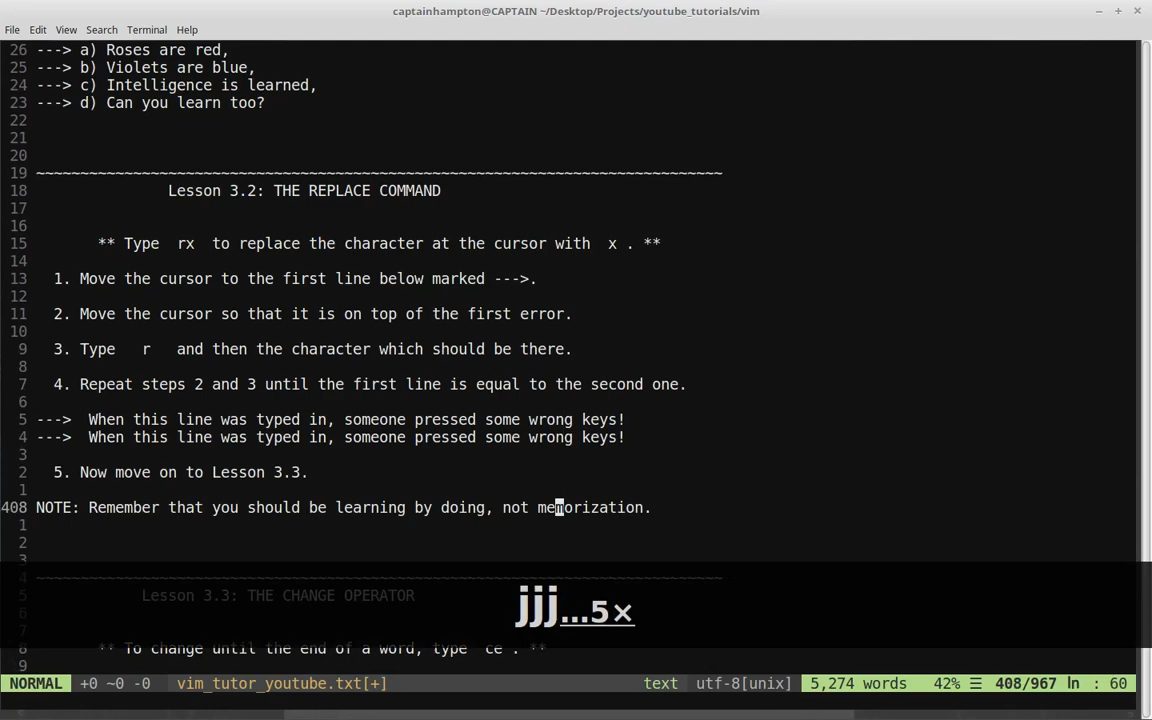 captainhampton@CAPTAIN ~/Desktop/Projects/youtube_tutorials/vim
File Edit View Search Terminal Help
26 ---> a) Roses are red,
25 ---> b) Violets are blue,
24 ---> c) Intelligence is learned,
23 ---> d) Can you learn too?
22
21
20
19 ~~~~~~~~~~~~~~~~~~~~~~~~~~~~~~~~~~~~~~~~~~~~~~~~~~~~~~~~~~~~~~~~~~~~~~~~~~~~~~
18 Lesson 3.2: THE REPLACE COMMAND
17
16
15 ** Type rx to replace the character at the cursor with x . **
14
13 1. Move the cursor to the first line below marked --->.
12
11 2. Move the cursor so that it is on top of the first error.
10
9 3. Type r and then the character which should be there.
8
7 4. Repeat steps 2 and 3 until the first line is equal to the second one.
6
5 ---> When this line was typed in, someone pressed some wrong keys!
4 ---> When this line was typed in, someone pressed some wrong keys!
3
2 5. Now move on to Lesson 3.3.
1
408 NOTE: Remember that you should be learning by doing, not memorization.
1
2
3
4 ~~~~~~~~~~~~~~~~~~~~~~~~~~~~~~~~~~~~~~~~~~~~~~~~~~~~~~~~~~~~~~~~~~~~~~~~~~~~~~
5 Lesson 3.3: THE CHANGE OPERATOR
6
jjj...5×
7
8 ** To change until the end of a word, type ce . **
9
NORMAL +0 ~0 -0 vim_tutor_youtube.txt[+] text utf-8[unix] 5,274 words 42% ☰ 408/967 ln : 60